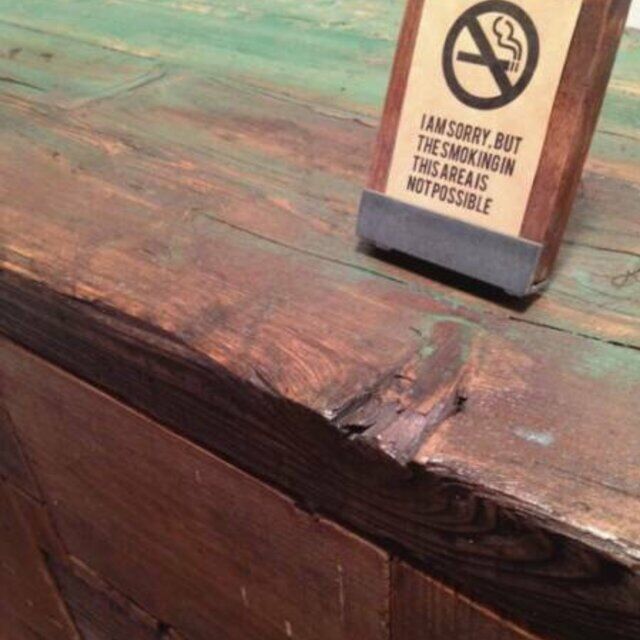 I AM SORRY, BUT
THE SMOKING IN
THIS AREA IS
NOT POSSIBLE